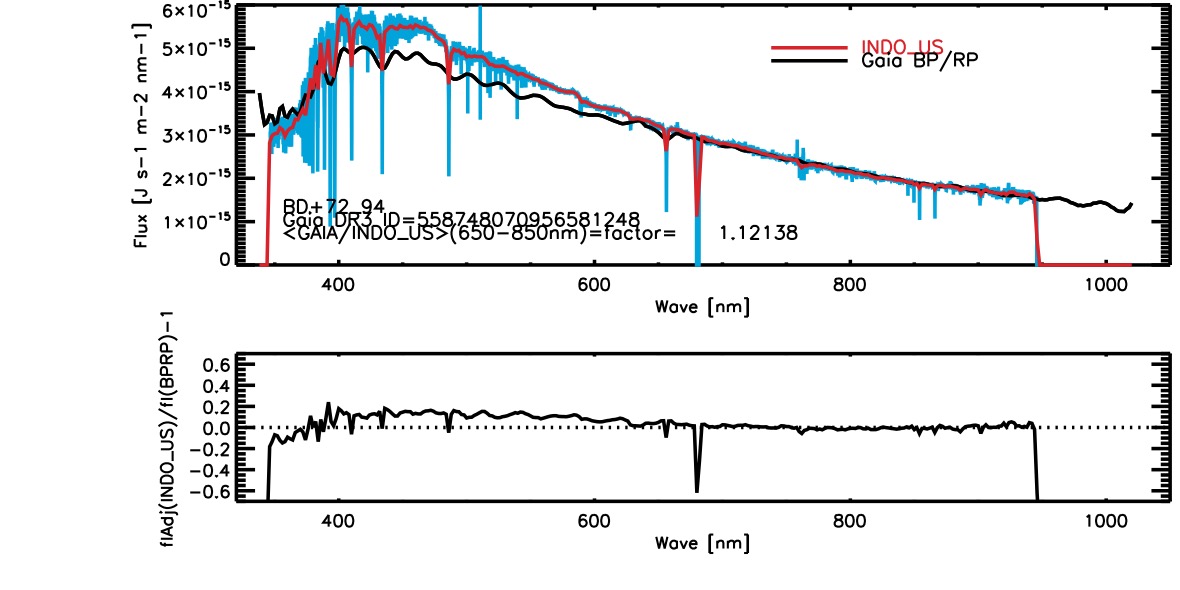 6×10⁻¹⁵
5×10⁻¹⁵
4×10⁻¹⁵
3×10⁻¹⁵
2×10⁻¹⁵
1×10⁻¹⁵
0
Flux [J s-1 m-2 nm-1]
INDO_US
Gaia BP/RP
BD+72_94
Gaia DR3 ID=558748070956581248
<GAIA/INDO_US>(650-850nm)=factor= 1.12138
400 600 800 1000
Wave [nm]
0.6
0.4
0.2
0.0
-0.2
-0.4
-0.6
flAdj(INDO_US)/fl(BPRP)-1
400 600 800 1000
Wave [nm]